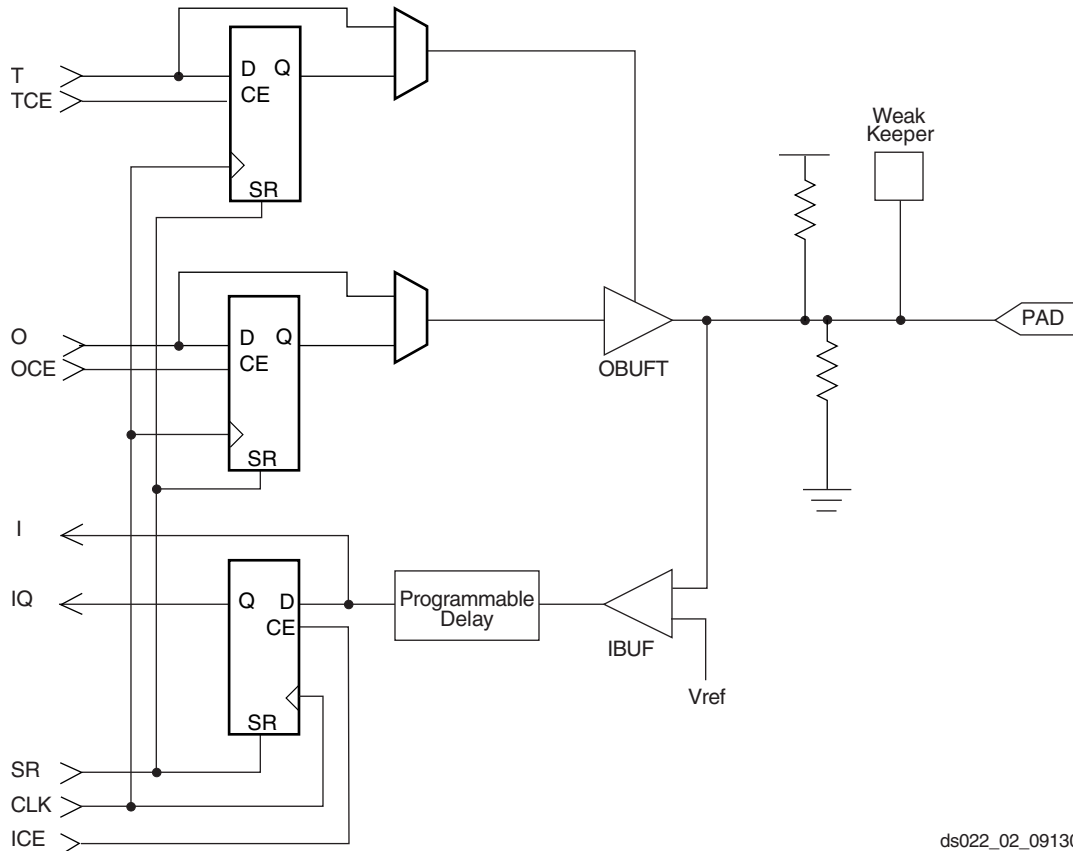 T
TCE
D Q
CE
SR
Weak
Keeper
O
OCE
D Q
CE
SR
OBUFT
PAD
I
IQ
Q D
CE
SR
Programmable
Delay
IBUF
Vref
SR
CLK
ICE